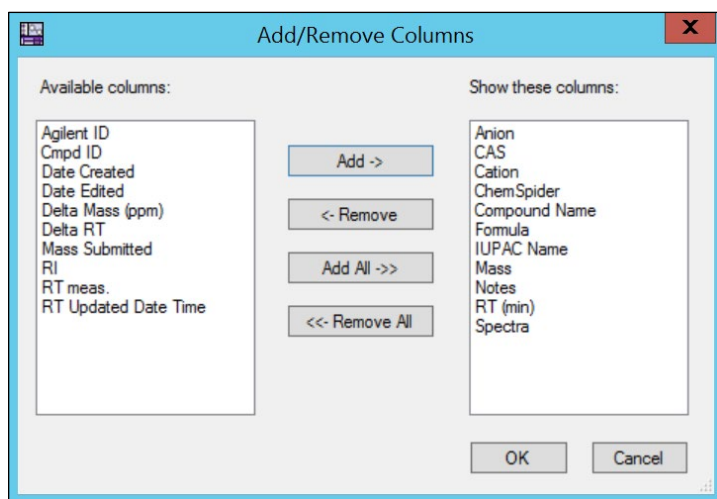 Add/Remove Columns
X
Available columns:
Agilent ID
Cmpd ID
Date Created
Date Edited
Delta Mass (ppm)
Delta RT
Mass Submitted
RI
RT meas.
RT Updated Date Time
Add ->
<- Remove
Add All ->>
<<- Remove All
Show these columns:
Anion
CAS
Cation
ChemSpider
Compound Name
Formula
IUPAC Name
Mass
Notes
RT (min)
Spectra
OK
Cancel